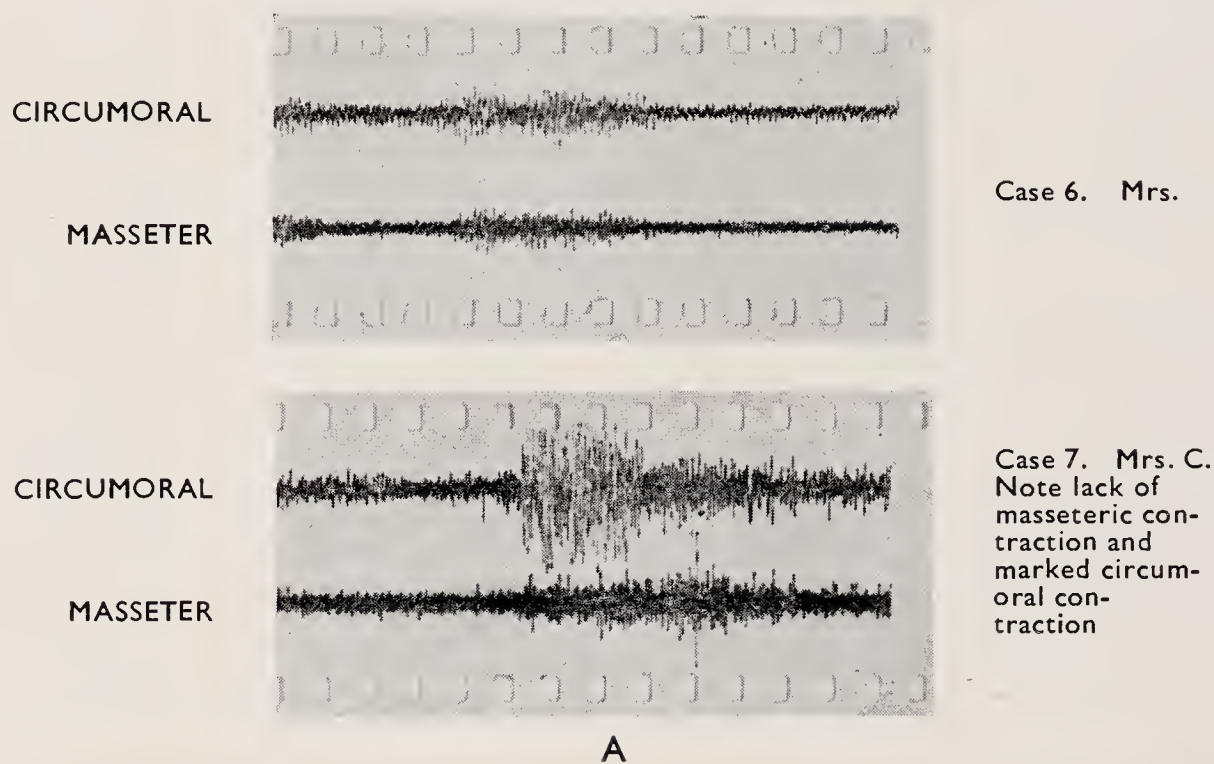 CIRCUMORAL
MASSETER
Case 6. Mrs.
CIRCUMORAL
MASSETER
Case 7. Mrs. C.
Note lack of
masseteric con-
traction and
marked circum-
oral con-
traction
A